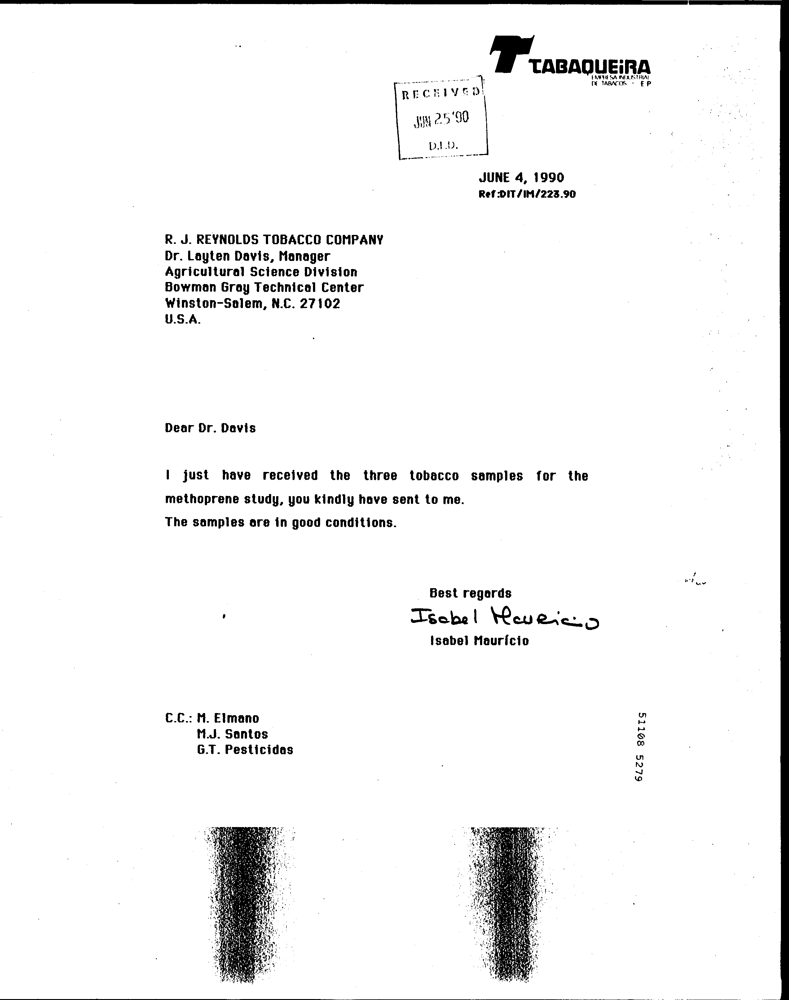 TABAQUEiRA
EMPRESA INDUSTRIAL
DE TABACOS - EP
RECEIVED
JUN 25'90
D.I.D.
JUNE 4, 1990
Ref:DIT/IM/223.90
R. J. REYNOLDS TOBACCO COMPANY
Dr. Layten Davis, Manager
Agricultural Science Division
Bowman Gray Technical Center
Winston-Salem, N.C. 27102
U.S.A.
Dear Dr. Davis
I just have received the three tobacco samples for the
methoprene study, you kindly have sent to me.
The samples are in good conditions.
Best regards
Isabel Mauricio
Isabel Maurício
C.C.: M. Elmano
M.J. Santos
G.T. Pesticidas
51108 5279